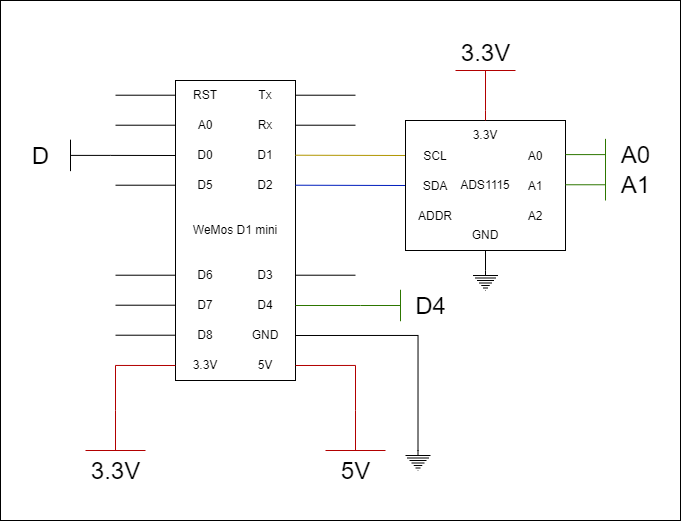 3.3V
RST Tx
A0 Rx
3.3V
D D0 D1 SCL A0 A0
D5 D2 SDA ADS1115 A1 A1
ADDR A2
WeMos D1 mini GND
D6 D3
D7 D4 D4
D8 GND
3.3V 5V
3.3V 5V